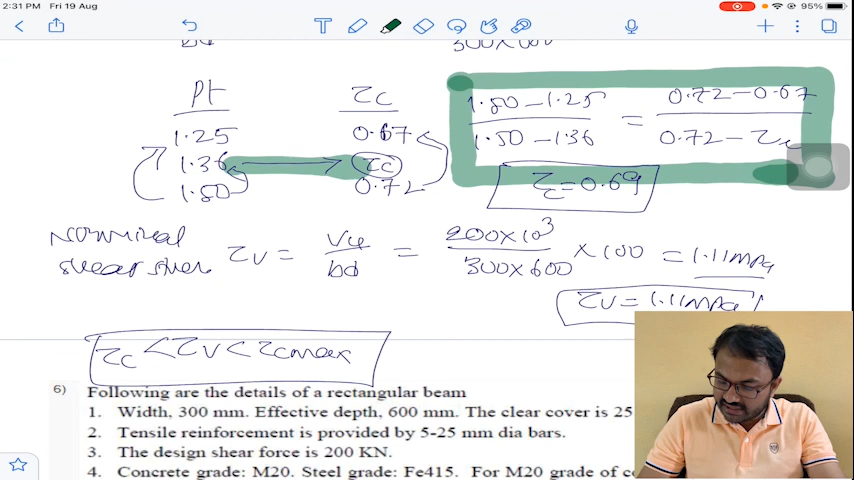 2:31 PM Fri 19 Aug 95%
300x600
Pt τc
1.25 0.67
1.36 τc
1.50 0.72
1.50-1.25 / 1.50-1.36 = 0.72-0.67 / 0.72-τc
τc=0.69
Nominal shear stress τv = Vu/bd = 200x10³/300x600 x 100 = 1.11mpa
τv = 1.11mpa
τc < τv < τcmax
6) Following are the details of a rectangular beam
1. Width, 300 mm. Effective depth, 600 mm. The clear cover is 25
2. Tensile reinforcement is provided by 5-25 mm dia bars.
3. The design shear force is 200 KN.
4. Concrete grade: M20. Steel grade: Fe415. For M20 grade of